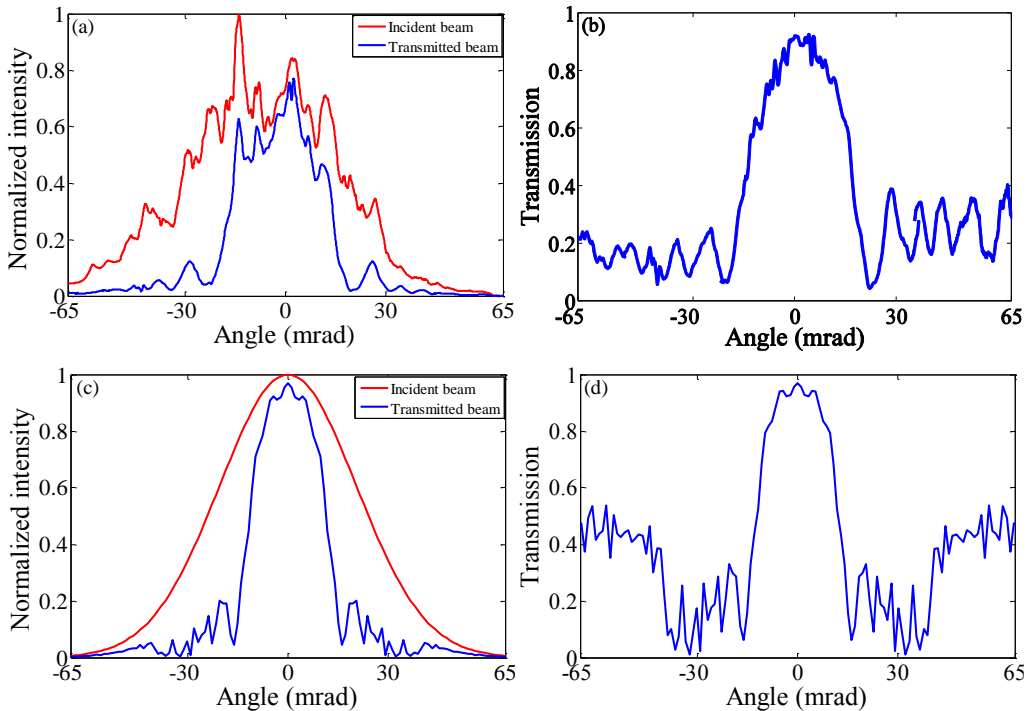 (a)
Incident beam
Transmitted beam
Normalized intensity
1
0.8
0.6
0.4
0.2
0
-65
-30
0
30
65
Angle (mrad)
(b)
Transmission
1
0.8
0.6
0.4
0.2
0
-65
-30
0
30
65
Angle (mrad)
(c)
Incident beam
Transmitted beam
Normalized intensity
1
0.8
0.6
0.4
0.2
0
-65
-30
0
30
65
Angle (mrad)
(d)
Transmission
1
0.8
0.6
0.4
0.2
0
-65
-30
0
30
65
Angle (mrad)